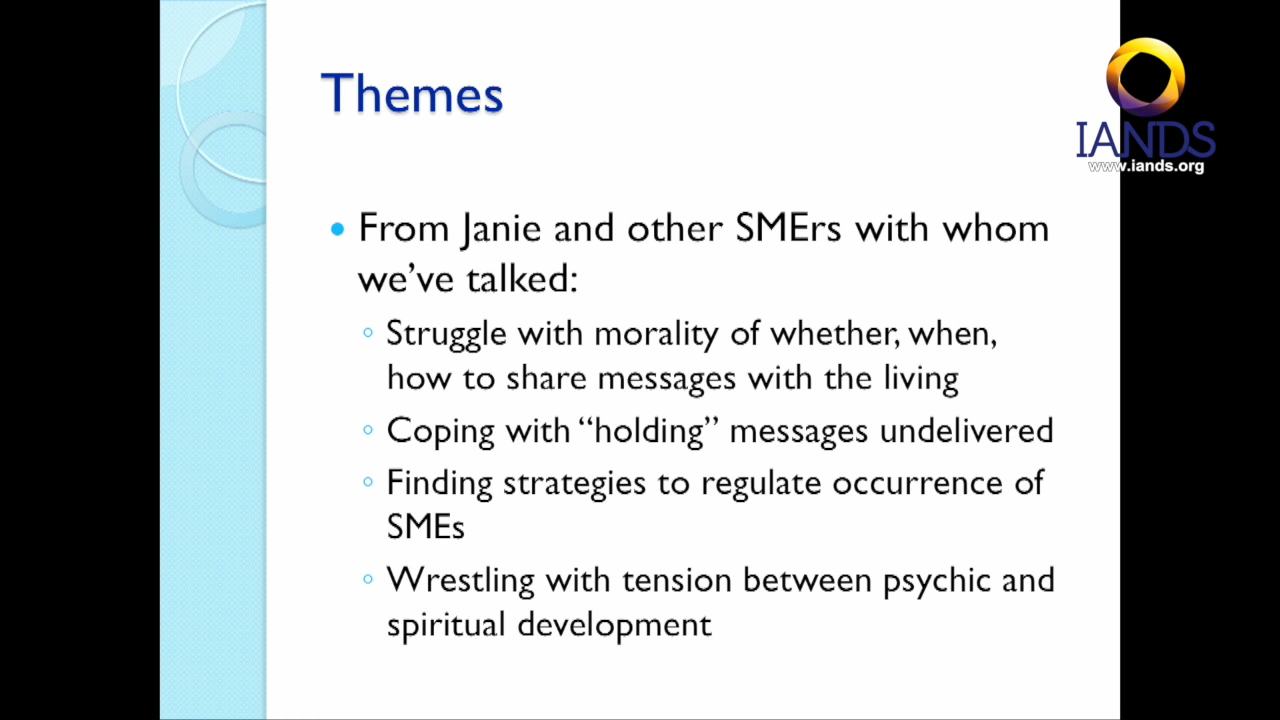 Themes
IANDS
www.iands.org
• From Janie and other SMErs with whom
we’ve talked:
◦ Struggle with morality of whether, when,
how to share messages with the living
◦ Coping with “holding” messages undelivered
◦ Finding strategies to regulate occurrence of
SMEs
◦ Wrestling with tension between psychic and
spiritual development